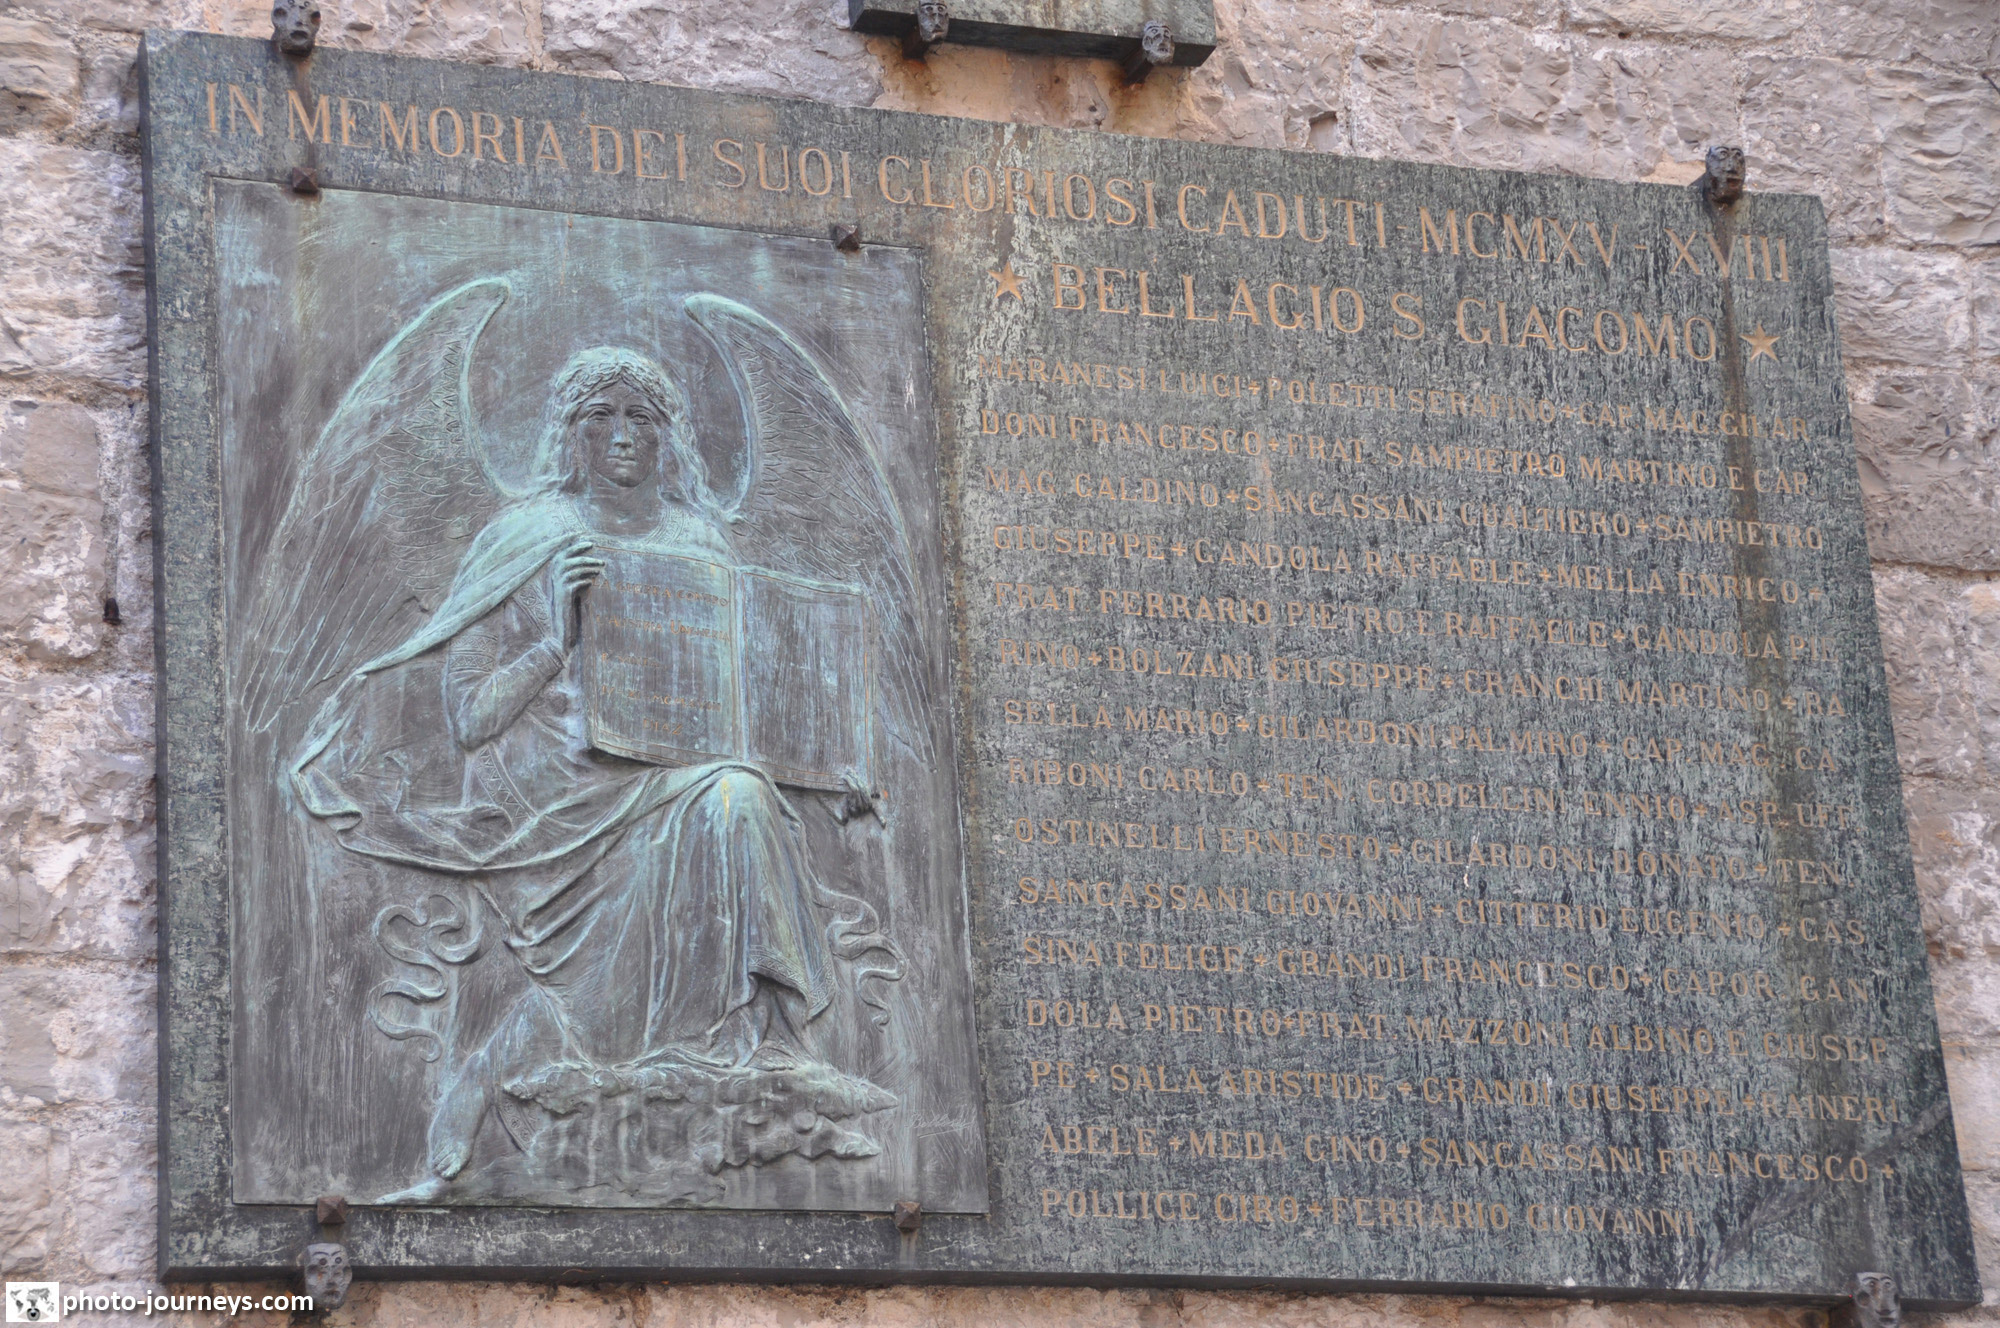 IN MEMORIA DEI SUOI GLORIOSI CADUTI - MCMXV - XVIII
★ BELLAGIO S. GIACOMO ★
MARANESI LUIGI + POLETTI SERAFINO + CAP. MAG. GILAR
DONI FRANCESCO + FRAT. SAMPIETRO MARTINO E CAP.
MAG. GALDINO + SANCASSANI GUALTIERO + SAMPIETRO
GIUSEPPE + GANDOLA RAFFAELE + MELLA ENRICO +
FRAT. FERRARIO PIETRO E RAFFAELE + GANDOLA PIE
RINO + BOLZANI GIUSEPPE + CRANCHI MARTINO + RA
SELLA MARIO + GILARDONI PALMIRO + CAP. MAG. CA
RIBONI CARLO + TEN. CORBELLINI ENNIO + ASP. UFF.
OSTINELLI ERNESTO + GILARDONI DONATO + TEN.
SANCASSANI GIOVANNI + CITTERIO EUGENIO + CAS
SINA FELICE + GRANDI FRANCESCO + CAPOR. GAN
DOLA PIETRO + FRAT. MAZZONI ALBINO E GIUSEP
PE + SALA ARISTIDE + GRANDI GIUSEPPE + RAINERI
ABELE + MEDA GINO + SANCASSANI FRANCESCO +
POLLICE CIRO + FERRARIO GIOVANNI
photo-journeys.com